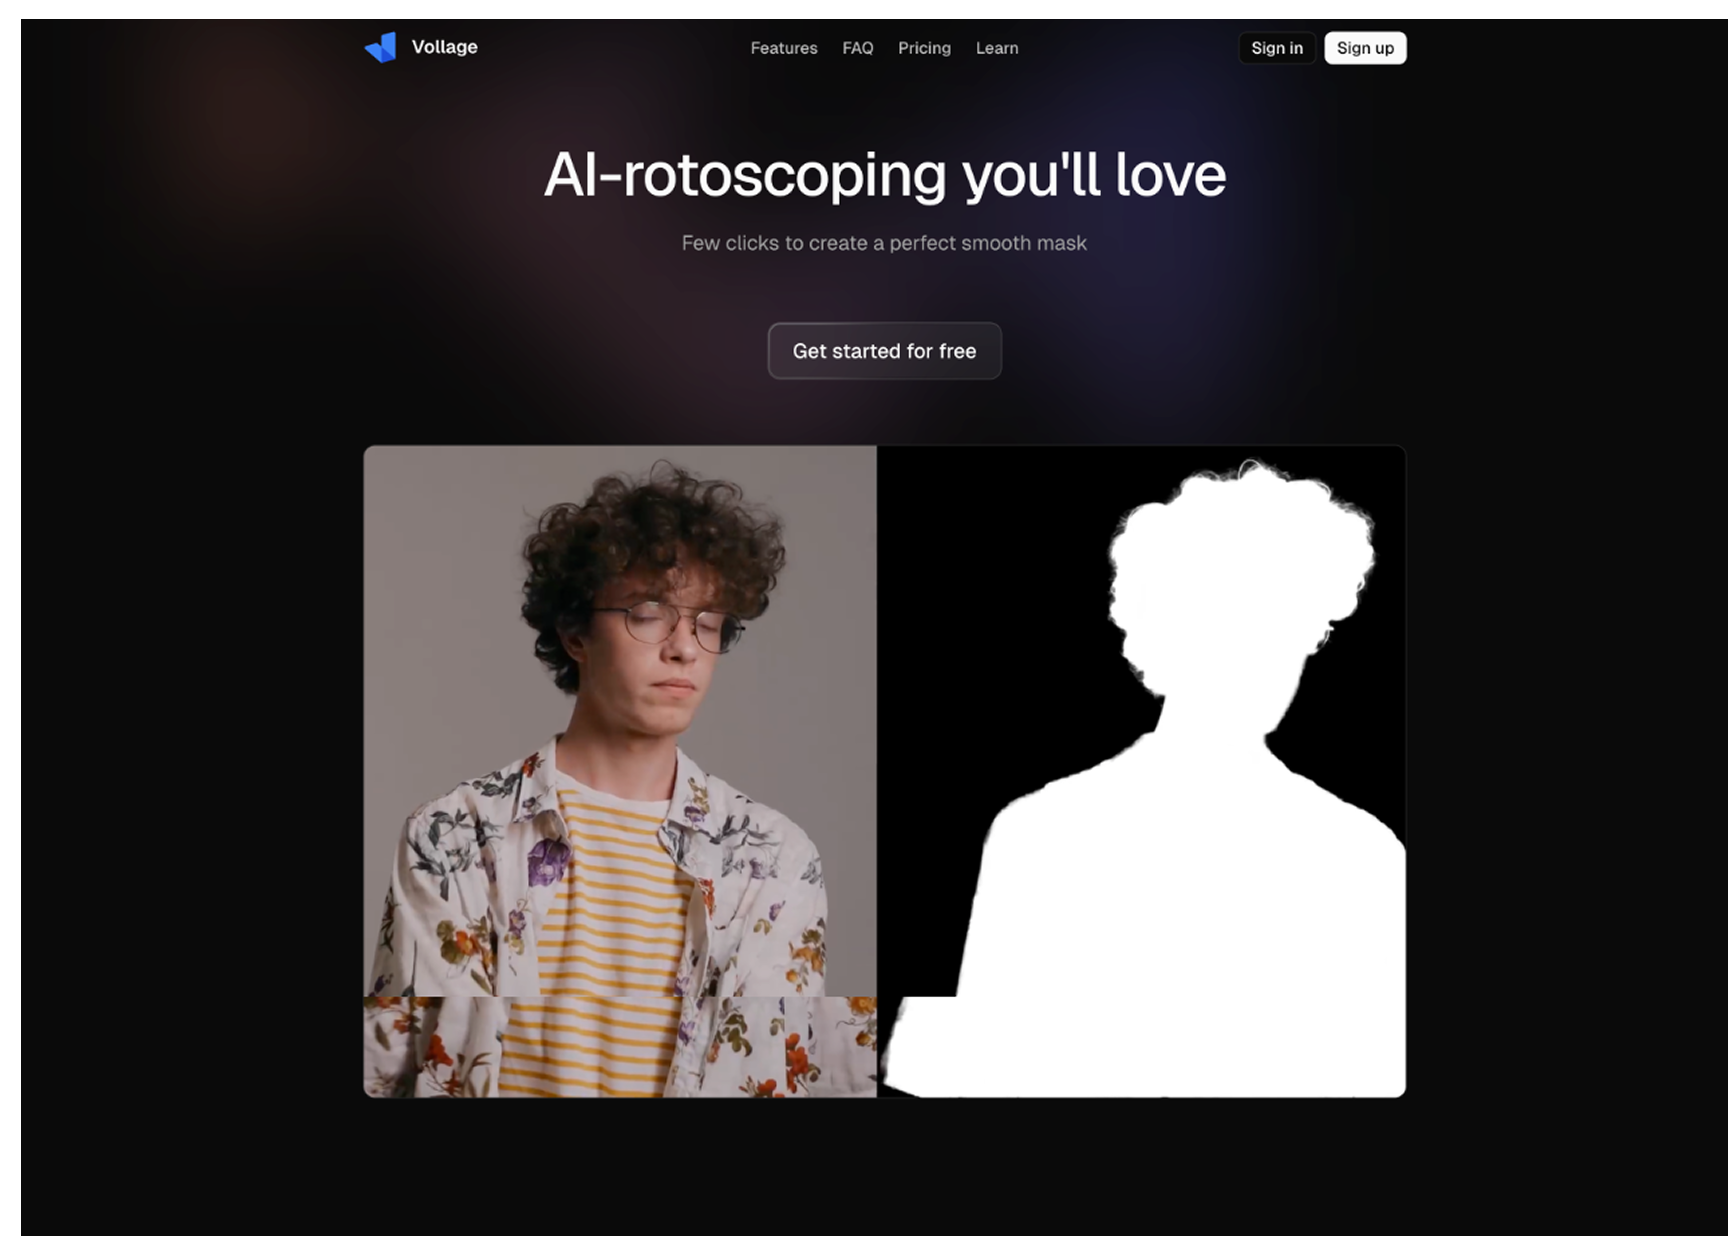 Vollage
Features FAQ Pricing Learn
Sign in Sign up
AI-rotoscoping you'll love
Few clicks to create a perfect smooth mask
Get started for free